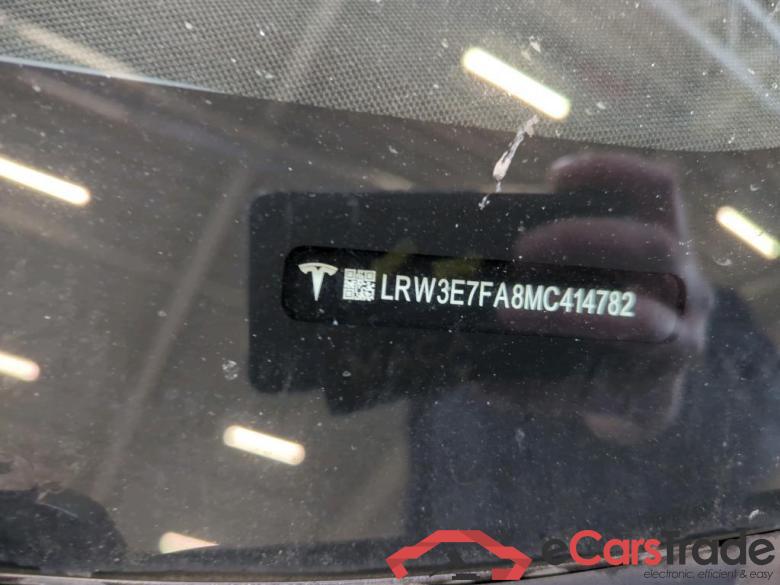 LRW3E7FA8MC414782
eCarsTrade
electronic, efficient & easy